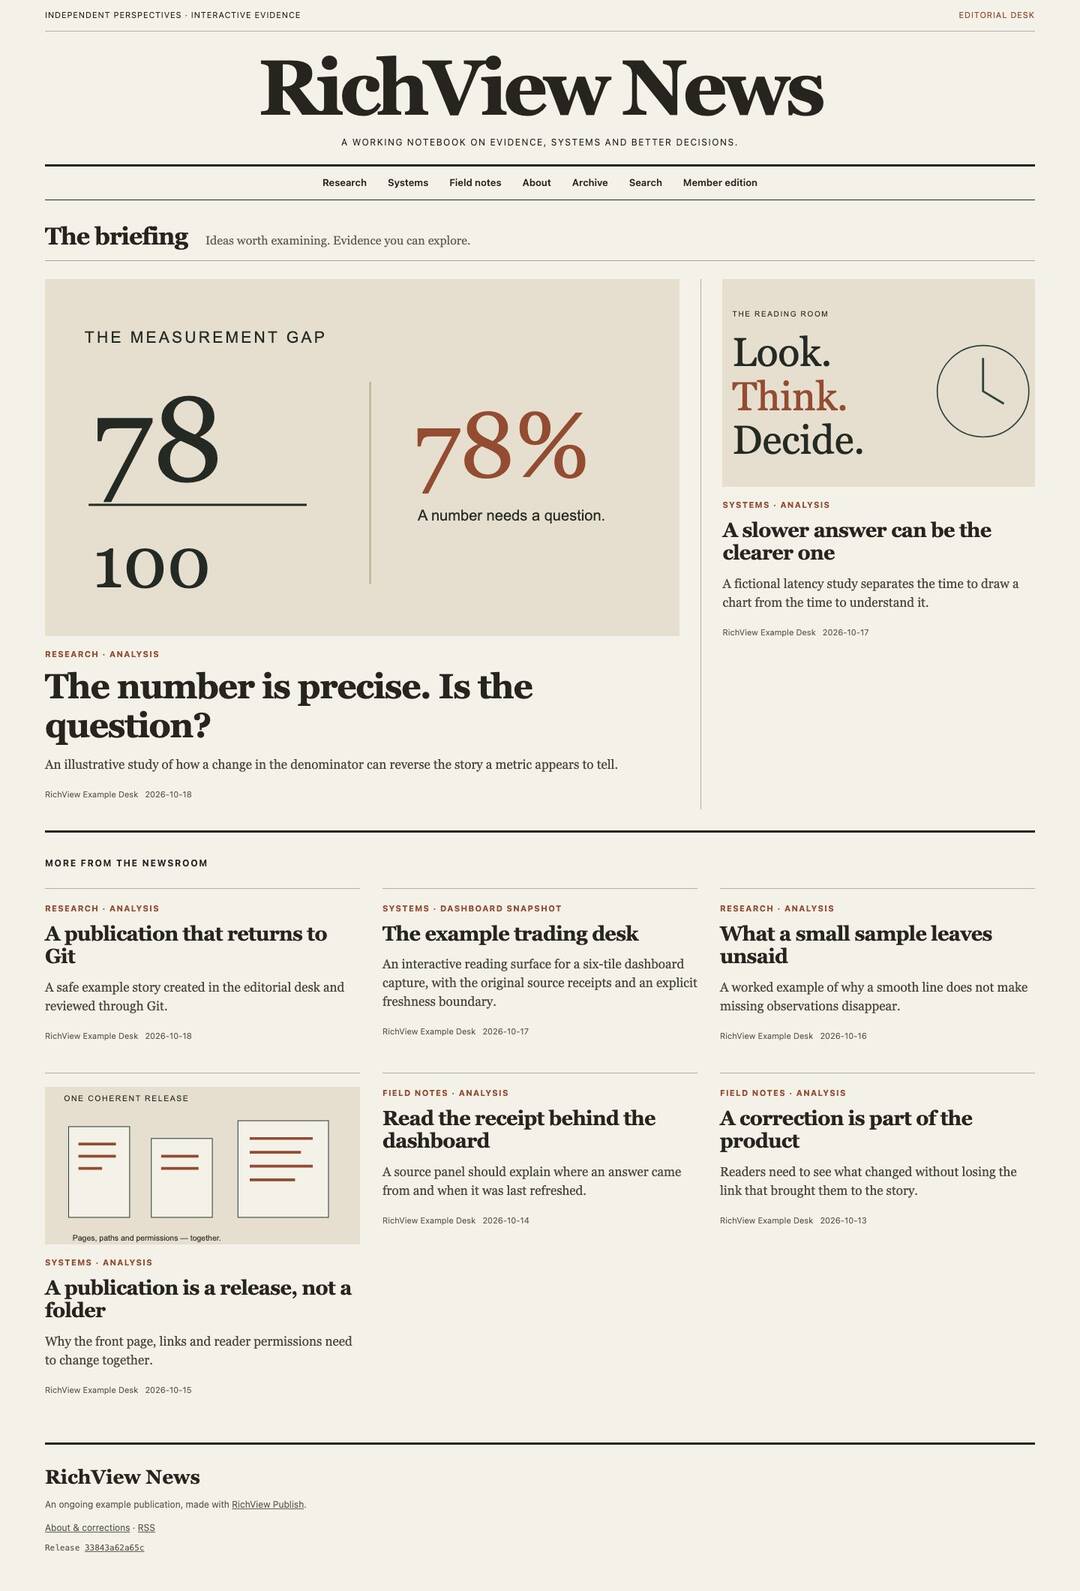 INDEPENDENT PERSPECTIVES · INTERACTIVE EVIDENCE
EDITORIAL DESK
RichView News
A WORKING NOTEBOOK ON EVIDENCE, SYSTEMS AND BETTER DECISIONS.
Research Systems Field notes About Archive Search Member edition
The briefing
Ideas worth examining. Evidence you can explore.
THE MEASUREMENT GAP
78
100
78%
A number needs a question.
RESEARCH · ANALYSIS
The number is precise. Is the
question?
An illustrative study of how a change in the denominator can reverse the story a metric appears to tell.
RichView Example Desk 2026-10-18
THE READING ROOM
Look.
Think.
Decide.
SYSTEMS · ANALYSIS
A slower answer can be the
clearer one
A fictional latency study separates the time to draw a
chart from the time to understand it.
RichView Example Desk 2026-10-17
MORE FROM THE NEWSROOM
RESEARCH · ANALYSIS
A publication that returns to
Git
A safe example story created in the editorial desk and
reviewed through Git.
RichView Example Desk 2026-10-18
SYSTEMS · DASHBOARD SNAPSHOT
The example trading desk
An interactive reading surface for a six-tile dashboard
capture, with the original source receipts and an explicit
freshness boundary.
RichView Example Desk 2026-10-17
RESEARCH · ANALYSIS
What a small sample leaves
unsaid
A worked example of why a smooth line does not make
missing observations disappear.
RichView Example Desk 2026-10-16
ONE COHERENT RELEASE
Pages, paths and permissions — together.
SYSTEMS · ANALYSIS
A publication is a release, not a
folder
Why the front page, links and reader permissions need
to change together.
RichView Example Desk 2026-10-15
FIELD NOTES · ANALYSIS
Read the receipt behind the
dashboard
A source panel should explain where an answer came
from and when it was last refreshed.
RichView Example Desk 2026-10-14
FIELD NOTES · ANALYSIS
A correction is part of the
product
Readers need to see what changed without losing the
link that brought them to the story.
RichView Example Desk 2026-10-13
RichView News
An ongoing example publication, made with RichView Publish.
About & corrections · RSS
Release 33843a62a65c